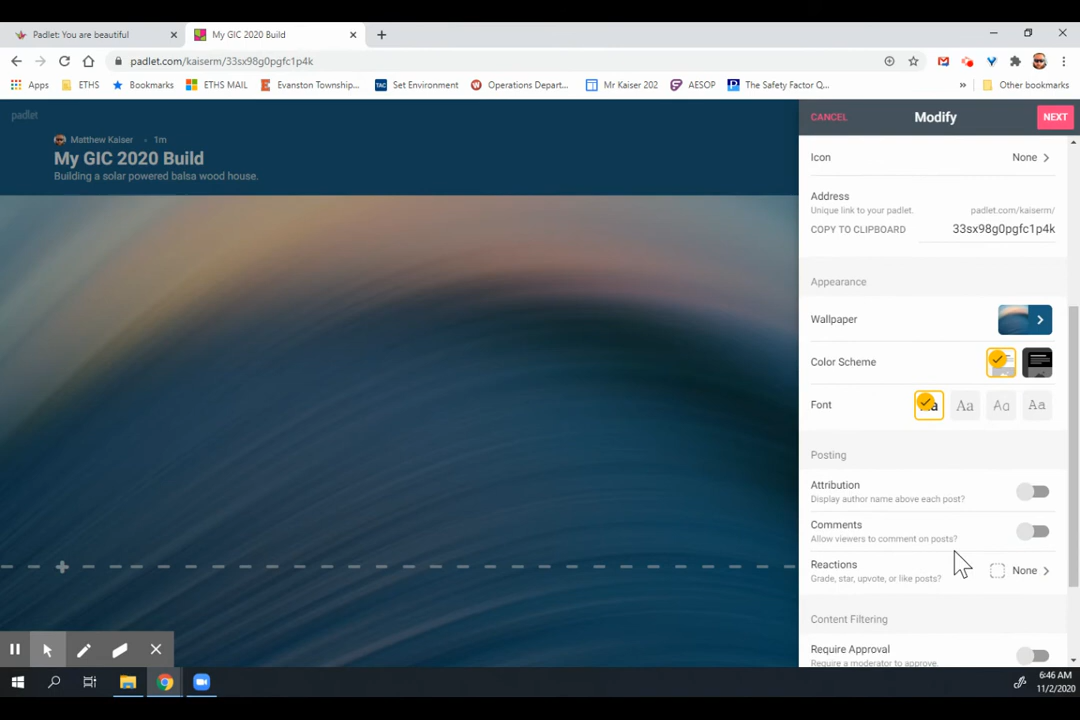 Padlet: You are beautiful
My GIC 2020 Build
padlet.com/kaiserm/33sx98g0pgfc1p4k
Apps
ETHS
Bookmarks
ETHS MAIL
Evanston Township...
TAC
Set Environment
Operations Depart...
Mr Kaiser 202
AESOP
The Safety Factor Q...
»
Other bookmarks
padlet
Matthew Kaiser • 1m
My GIC 2020 Build
Building a solar powered balsa wood house.
CANCEL
Modify
NEXT
Icon
None
Address
Unique link to your padlet.
padlet.com/kaiserm/
COPY TO CLIPBOARD
33sx98g0pgfc1p4k
Appearance
Wallpaper
Color Scheme
Font
Aa Aa Aa
Posting
Attribution
Display author name above each post?
Comments
Allow viewers to comment on posts?
Reactions
None
Grade, star, upvote, or like posts?
Content Filtering
Require Approval
Require a moderator to approve
6:46 AM
11/2/2020